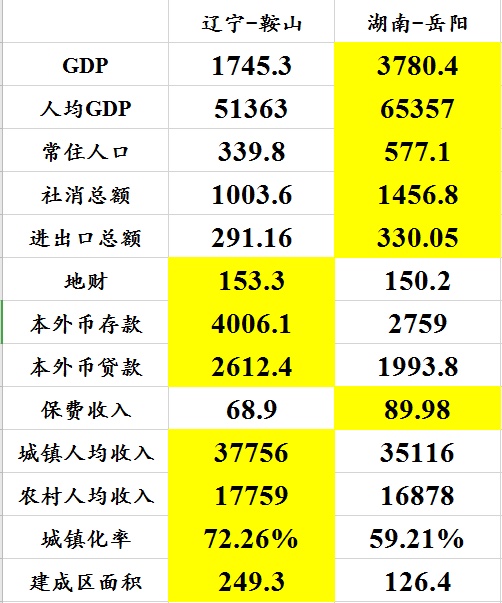 辽宁-鞍山 湖南-岳阳
GDP 1745.3 3780.4
人均GDP 51363 65357
常住人口 339.8 577.1
社消总额 1003.6 1456.8
进出口总额 291.16 330.05
地财 153.3 150.2
本外币存款 4006.1 2759
本外币贷款 2612.4 1993.8
保费收入 68.9 89.98
城镇人均收入 37756 35116
农村人均收入 17759 16878
城镇化率 72.26% 59.21%
建成区面积 249.3 126.4